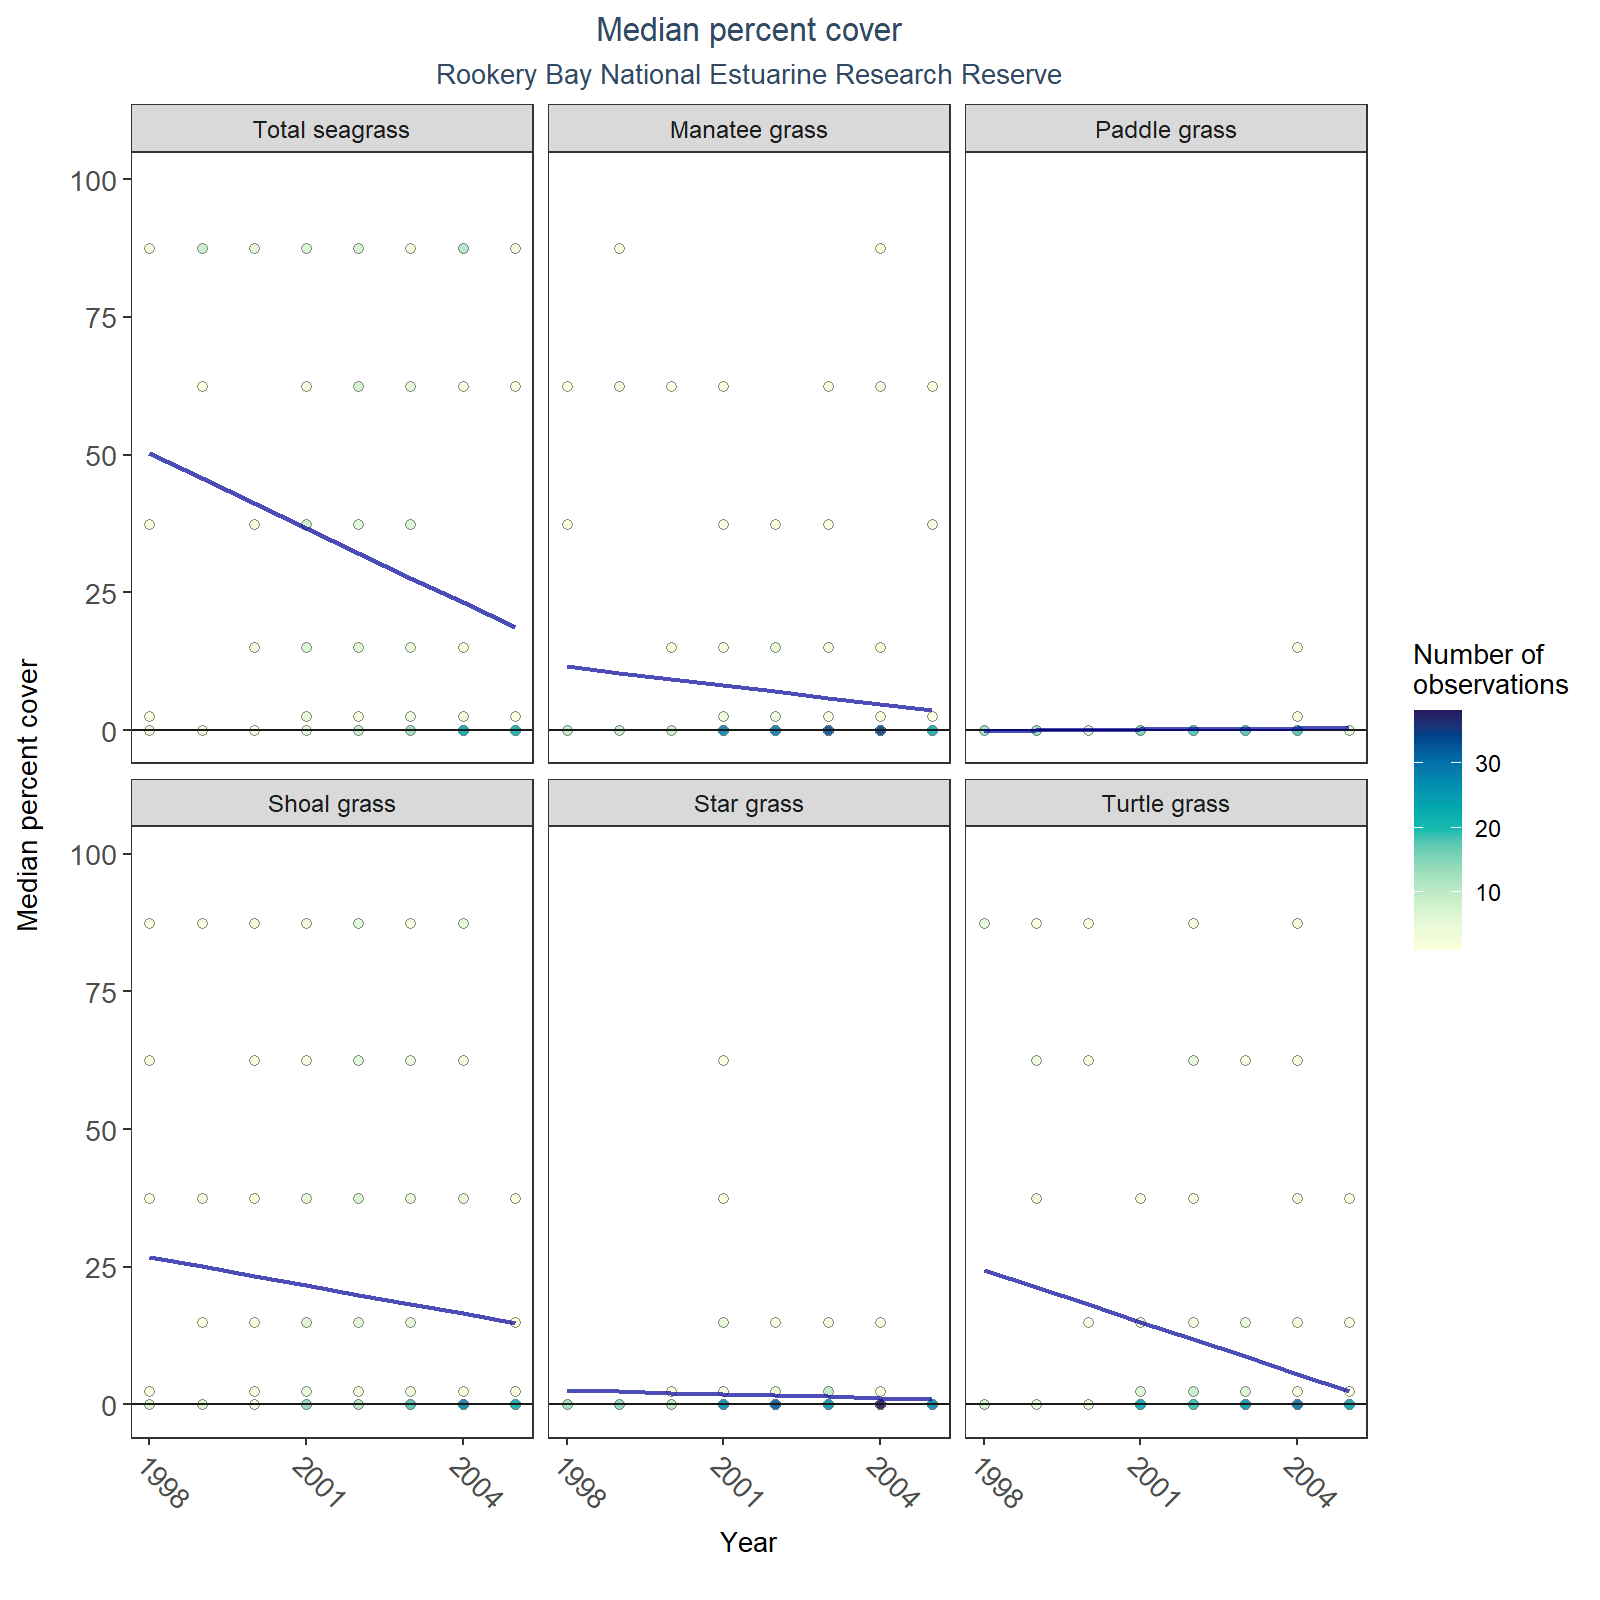 Median percent cover
Rookery Bay National Estuarine Research Reserve
Total seagrass
Manatee grass
Paddle grass
100
75
50
25
0
Shoal grass
Star grass
Turtle grass
100
75
50
25
0
Median percent cover
1998
2001
2004
1998
2001
2004
1998
2001
2004
Year
Number of
observations
30
20
10